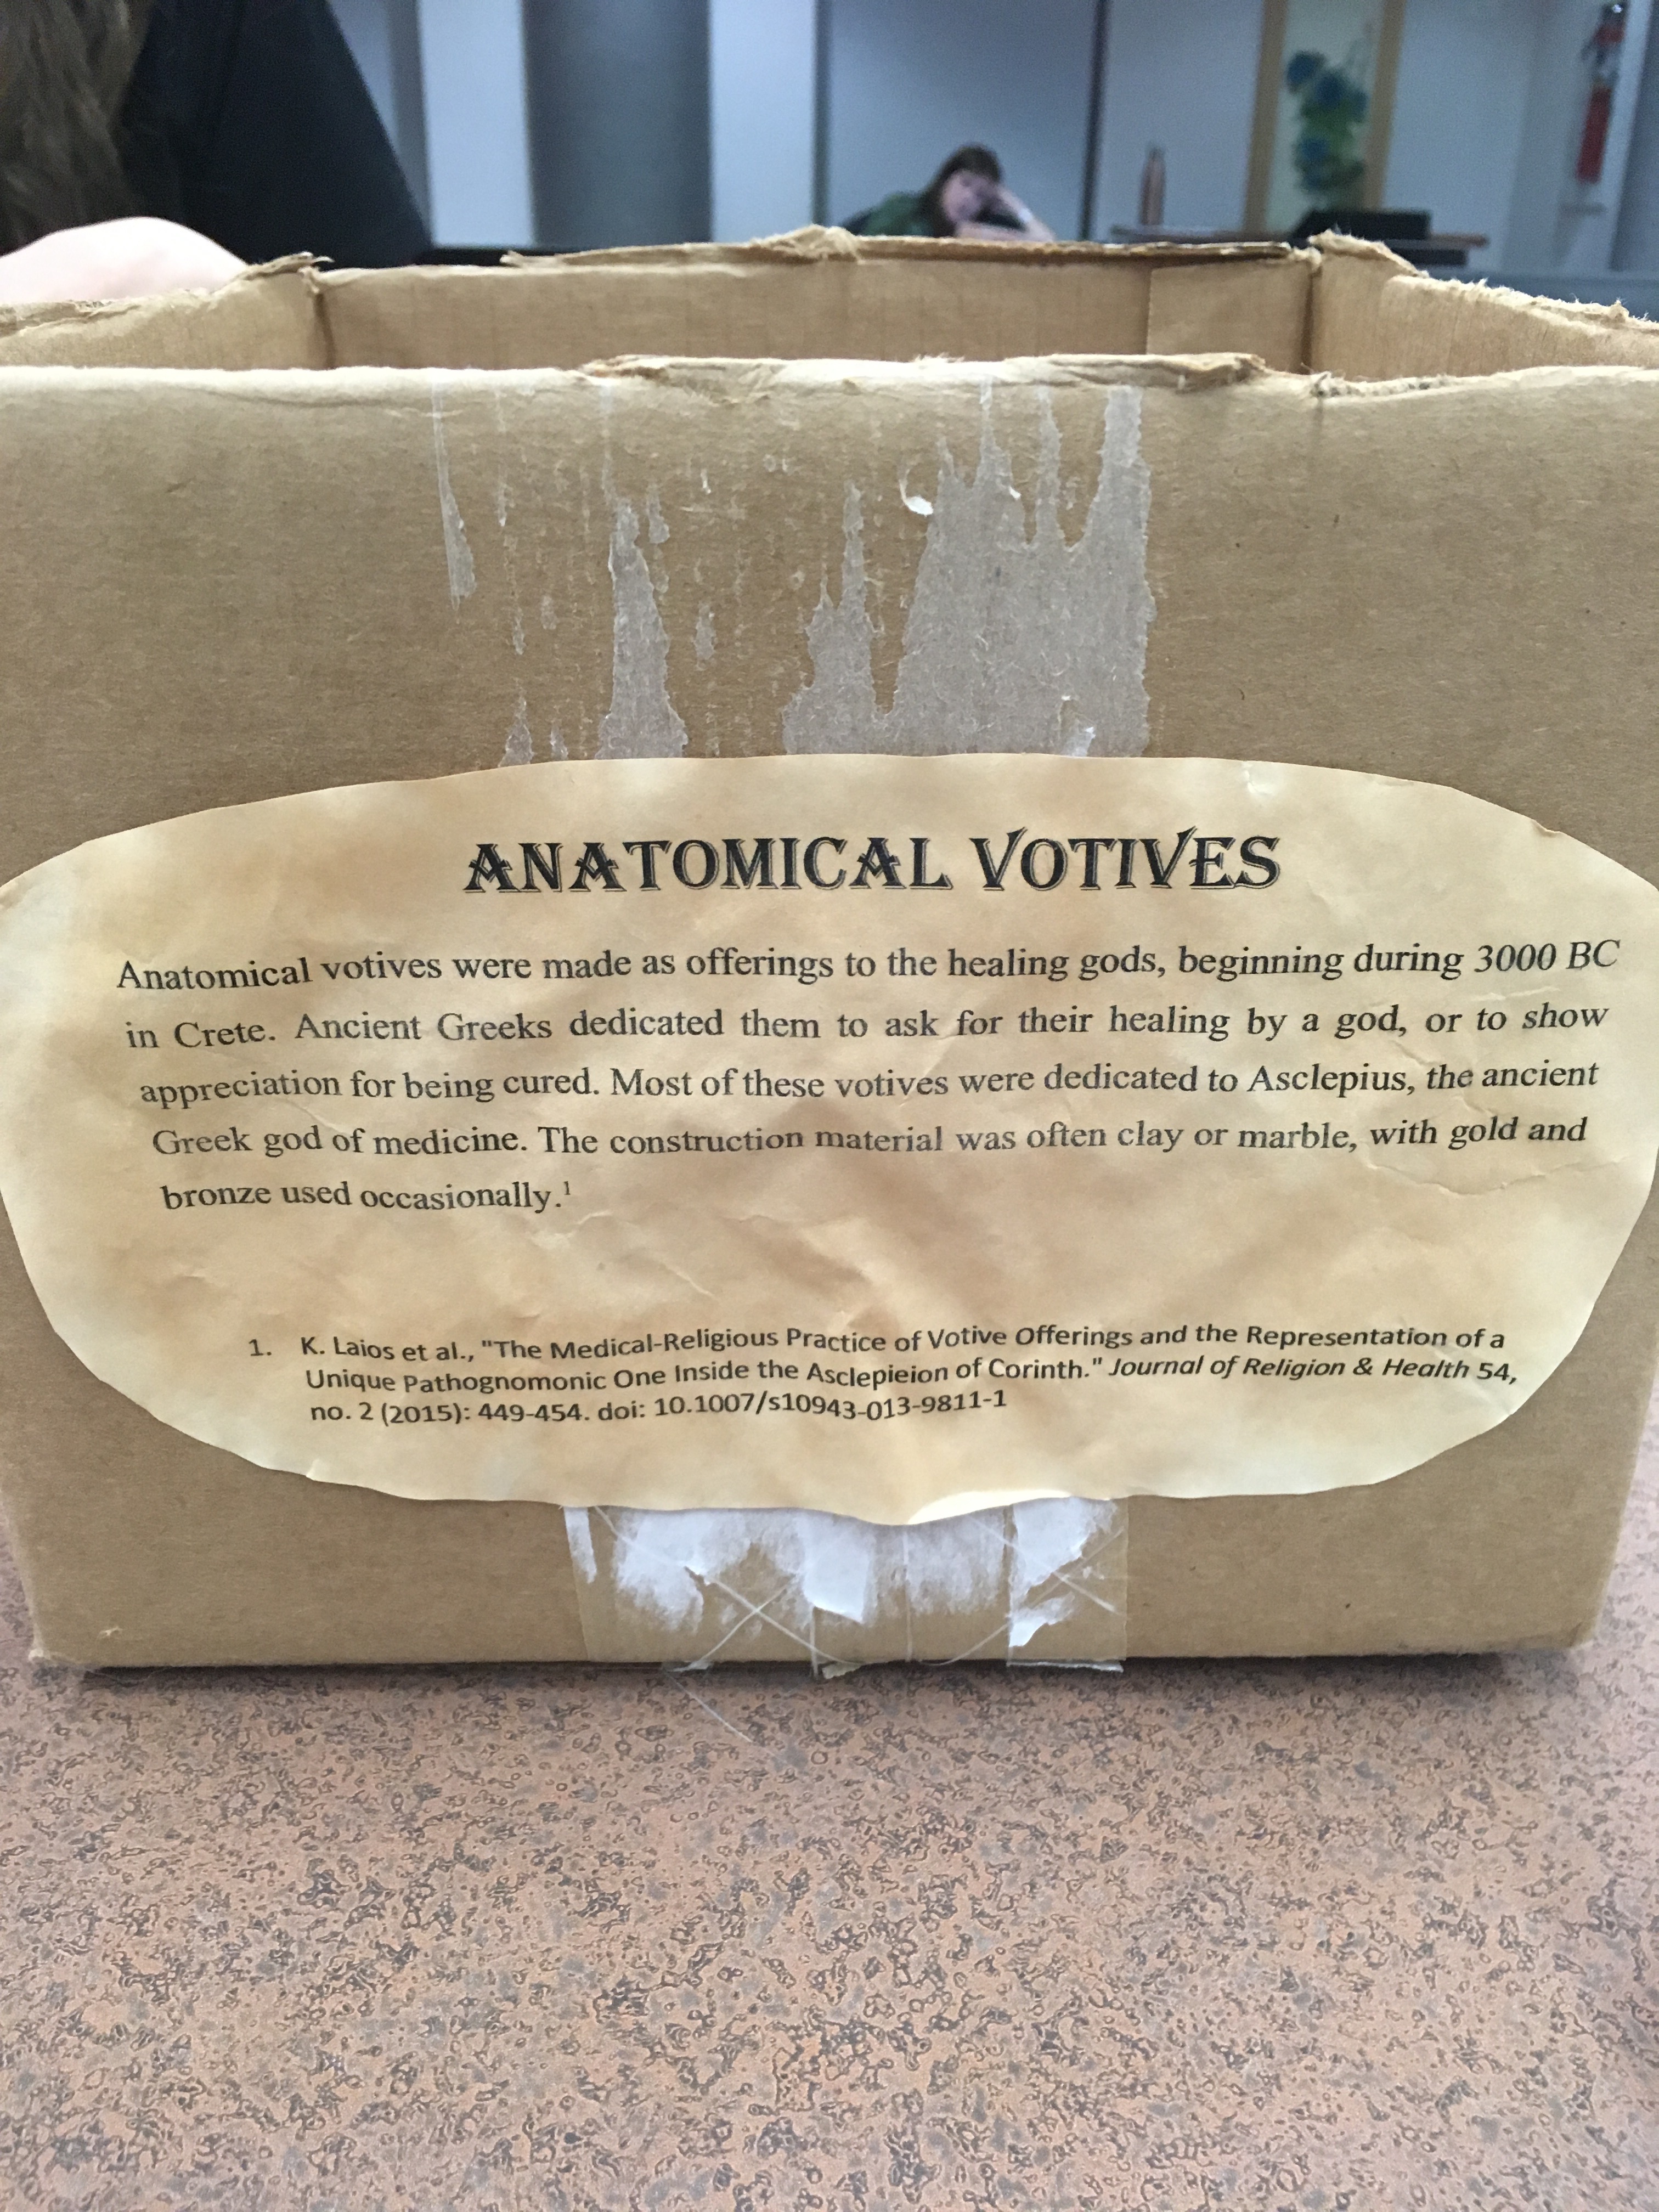 ANATOMICAL VOTIVES
Anatomical votives were made as offerings to the healing gods, beginning during 3000 BC
in Crete. Ancient Greeks dedicated them to ask for their healing by a god, or to show
appreciation for being cured. Most of these votives were dedicated to Asclepius, the ancient
Greek god of medicine. The construction material was often clay or marble, with gold and
bronze used occasionally.¹
1. K. Laios et al., "The Medical-Religious Practice of Votive Offerings and the Representation of a
Unique Pathognomonic One Inside the Asclepieion of Corinth." Journal of Religion & Health 54,
no. 2 (2015): 449-454. doi: 10.1007/s10943-013-9811-1